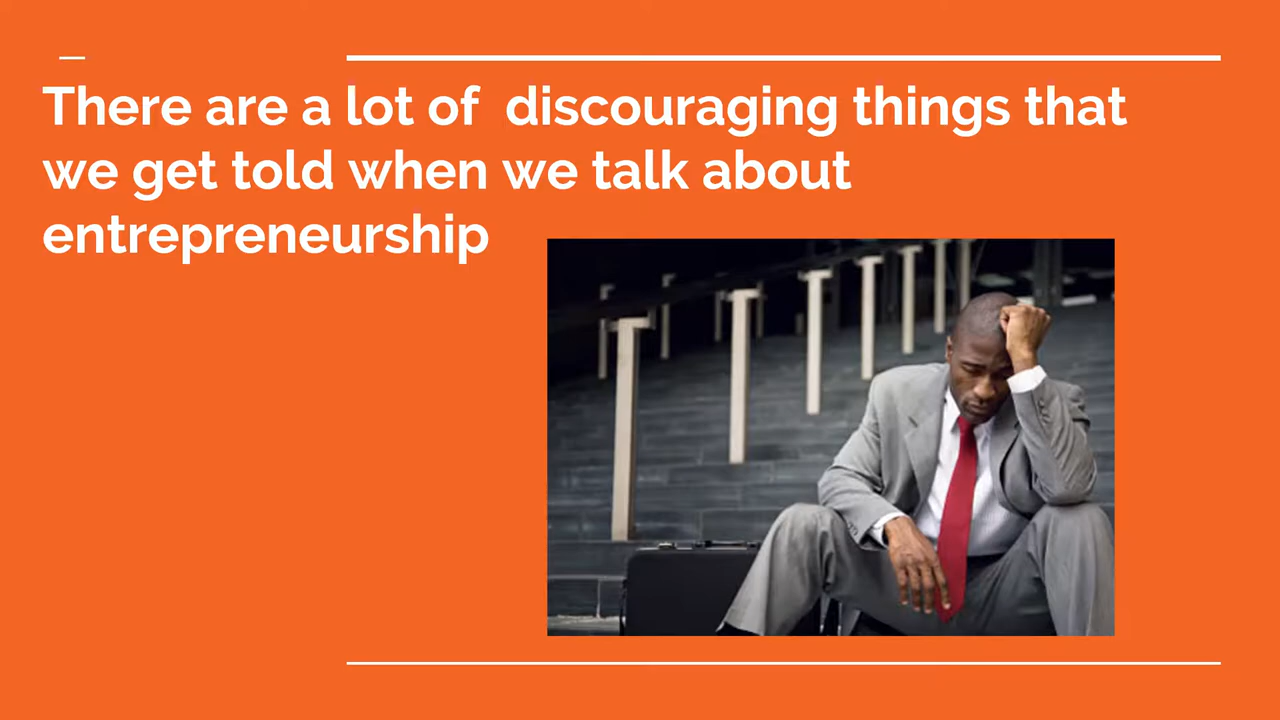 There are a lot of  discouraging things that
we get told when we talk about
entrepreneurship